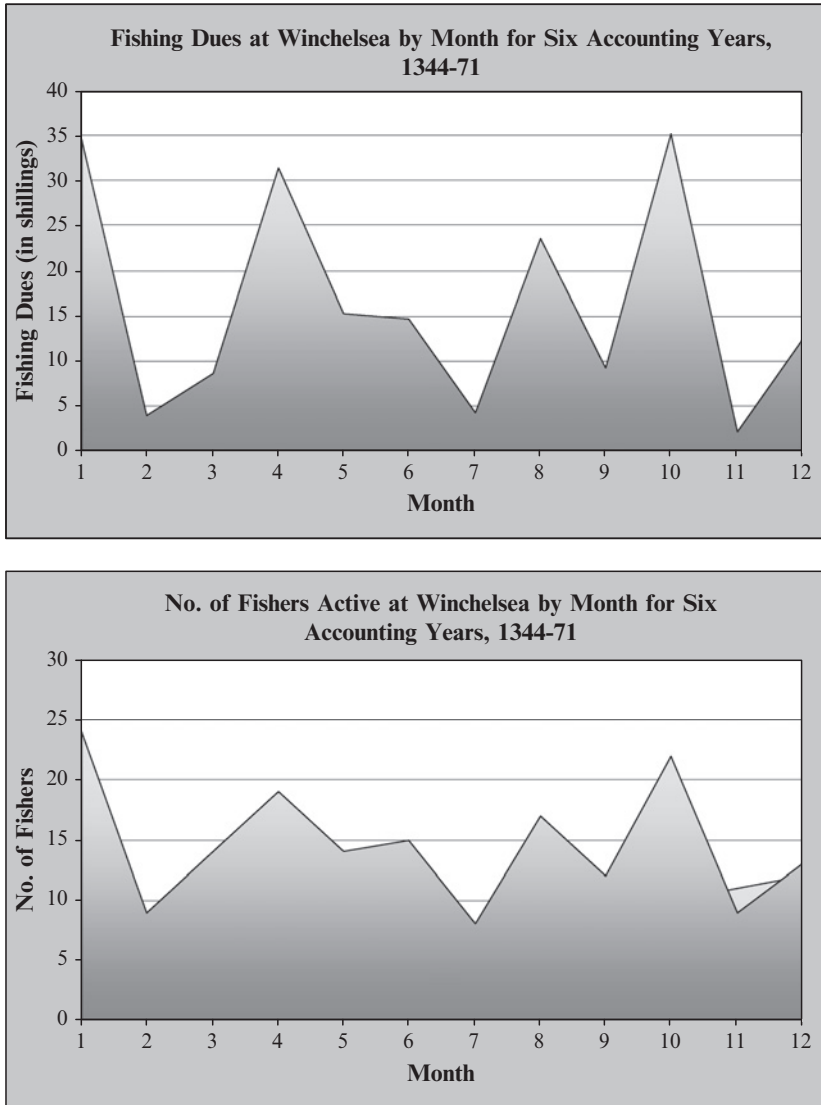 Fishing Dues at Winchelsea by Month for Six Accounting Years,
1344-71
Fishing Dues (in shillings)
40
35
30
25
20
15
10
5
0
1 2 3 4 5 6 7 8 9 10 11 12
Month
No. of Fishers Active at Winchelsea by Month for Six
Accounting Years, 1344-71
No. of Fishers
30
25
20
15
10
5
0
1 2 3 4 5 6 7 8 9 10 11 12
Month